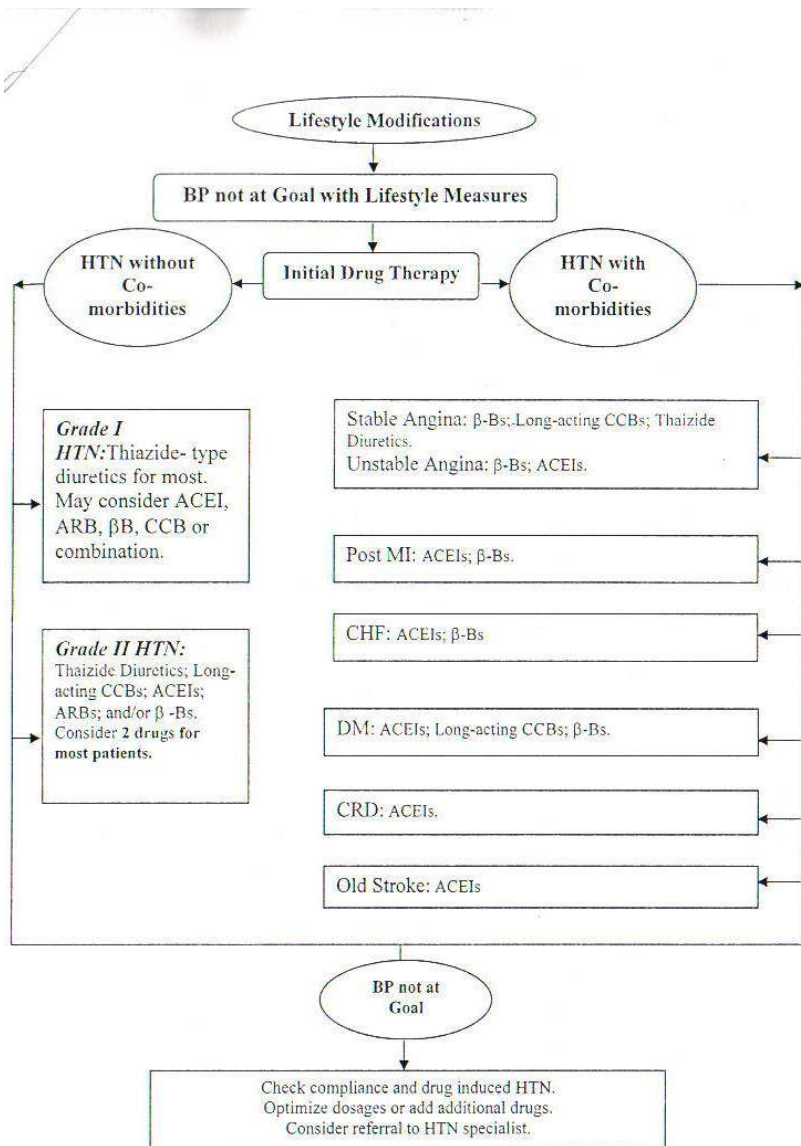 Lifestyle Modifications
BP not at Goal with Lifestyle Measures
Initial Drug Therapy
HTN without
Co-
morbidities
HTN with
Co-
morbidities
Grade I
HTN:Thiazide- type
diuretics for most.
May consider ACEI,
ARB, βB, CCB or
combination.
Grade II HTN:
Thaizide Diuretics; Long-
acting CCBs; ACEIs;
ARBs; and/or β -Bs.
Consider 2 drugs for
most patients.
Stable Angina: β-Bs; Long-acting CCBs; Thaizide
Diuretics.
Unstable Angina: β-Bs; ACEIs.
Post MI: ACEIs; β-Bs.
CHF: ACEIs; β-Bs
DM: ACEIs; Long-acting CCBs; β-Bs.
CRD: ACEIs.
Old Stroke: ACEIs
BP not at
Goal
Check compliance and drug induced HTN.
Optimize dosages or add additional drugs.
Consider referral to HTN specialist.